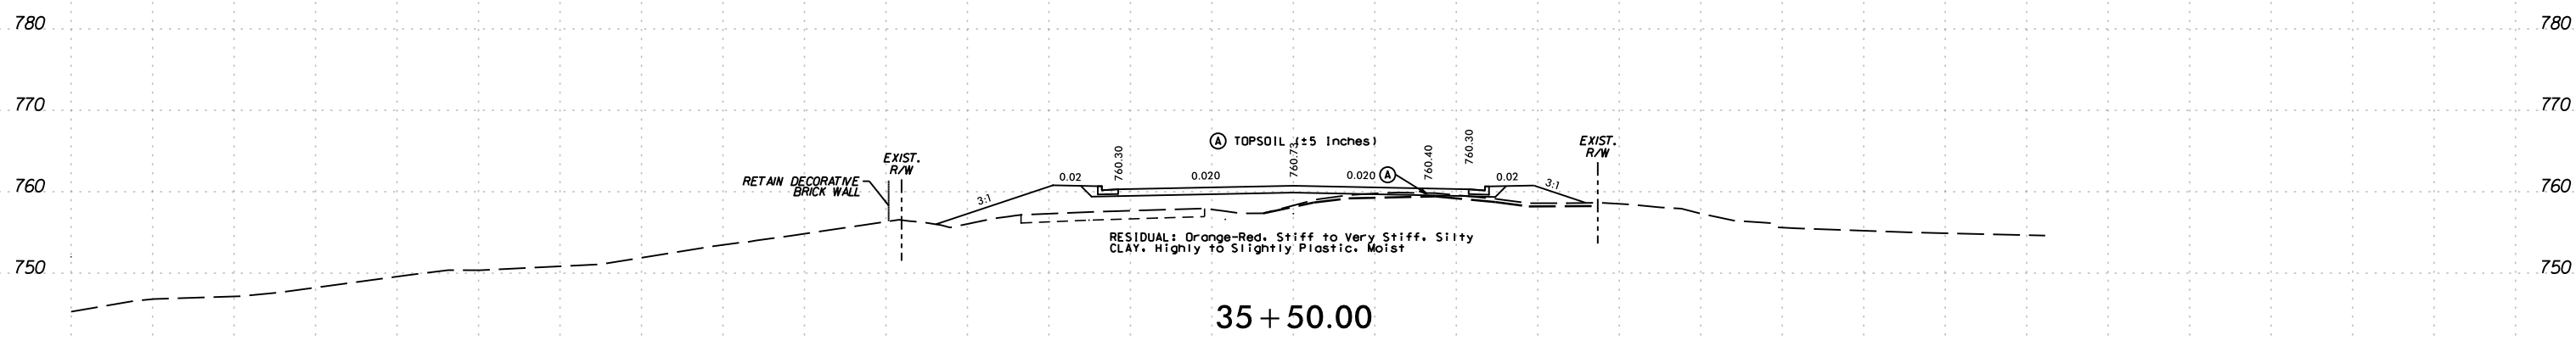 780 780
770 770
Ⓐ TOPSOIL (±5 Inches)
760.30 760.73 760.40 760.30
EXIST.
R/W
EXIST.
R/W
RETAIN DECORATIVE
BRICK WALL
760 760
3:1 0.02 0.020 0.020 Ⓐ 0.02 3:1
RESIDUAL: Orange-Red, Stiff to Very Stiff, Silty
CLAY, Highly to Slightly Plastic, Moist
750 750
35+50.00